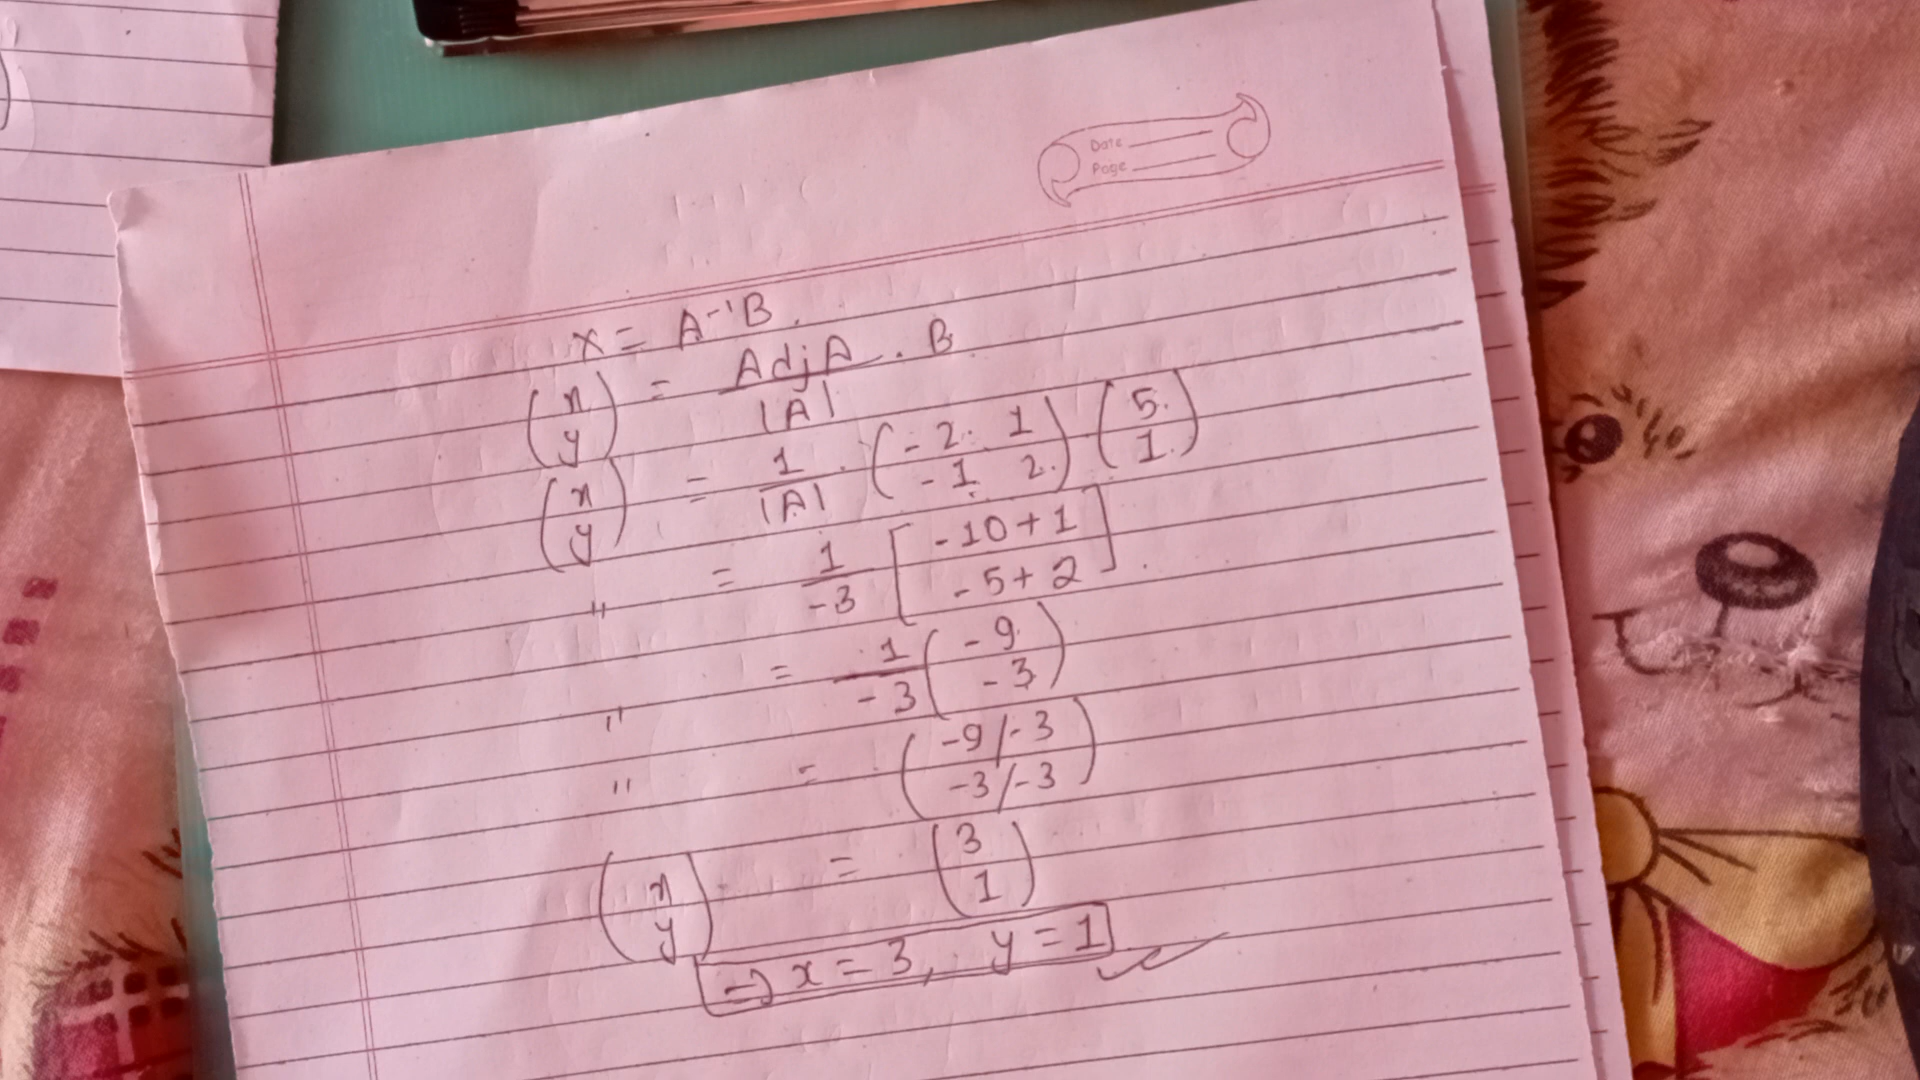 Date
Page
x = A⁻¹B.
(x y) = AdjA / |A| . B
(x y) = 1/|A| . (-2 1 -1 2) (5 1)
" = 1/-3 [-10+1 -5+2]
" = 1/-3 (-9 -3)
" = (-9/-3 -3/-3)
(x y) = (3 1)
⇒ x = 3, y = 1